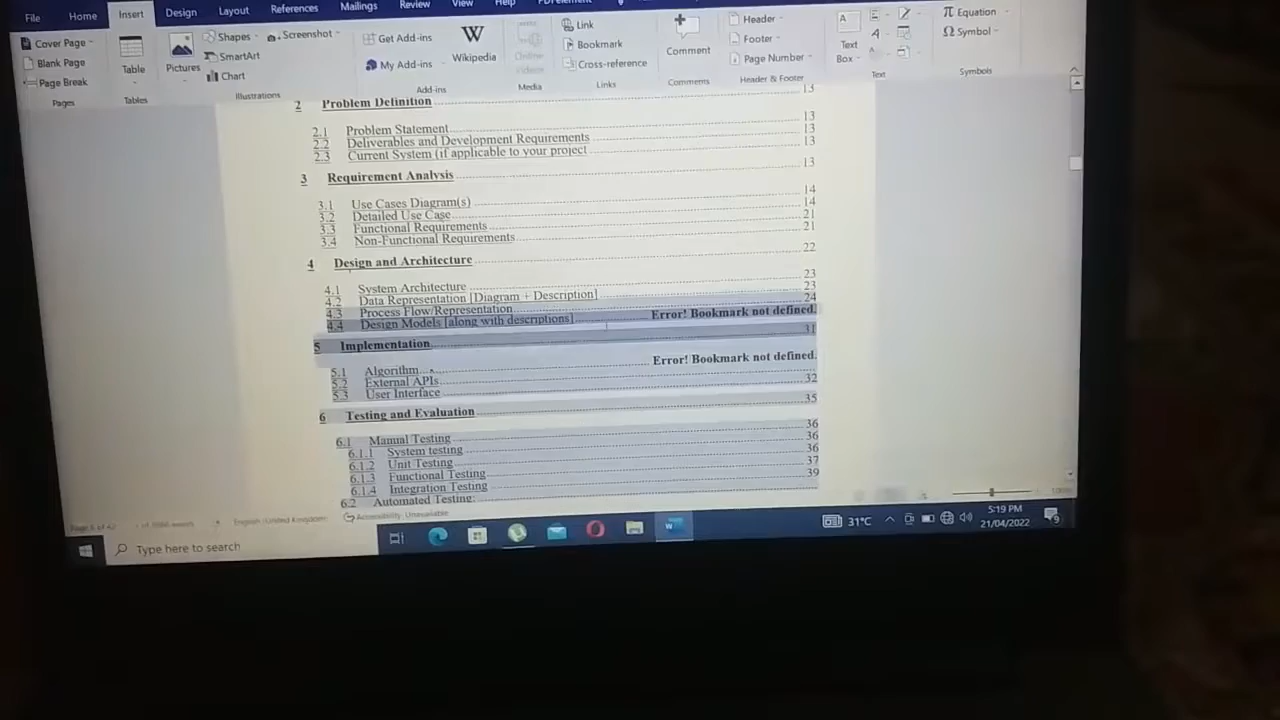 File Home Insert Design Layout References Mailings Review View Help
Cover Page
Blank Page
Page Break
Pages
Table
Tables
Pictures
Shapes
SmartArt
Chart
Screenshot
Illustrations
Get Add-ins
My Add-ins
Wikipedia
Add-ins
Online Videos
Media
Link
Bookmark
Cross-reference
Links
Comment
Comments
Header
Footer
Page Number
Header & Footer
A
Text Box
Text
π Equation
Ω Symbol
Symbols
13
2 Problem Definition
13
2.1 Problem Statement 13
2.2 Deliverables and Development Requirements 13
2.3 Current System (if applicable to your project
13
3 Requirement Analysis
14
3.1 Use Cases Diagram(s) 14
3.2 Detailed Use Case 21
3.3 Functional Requirements 21
3.4 Non-Functional Requirements
22
4 Design and Architecture
23
4.1 System Architecture 23
4.2 Data Representation [Diagram + Description] 24
4.3 Process Flow/Representation
4.4 Design Models [along with descriptions] Error! Bookmark not defined.
31
5 Implementation
Error! Bookmark not defined.
5.1 Algorithm
5.2 External APIs 32
5.3 User Interface
35
6 Testing and Evaluation
36
6.1 Manual Testing 36
6.1.1 System testing 36
6.1.2 Unit Testing 37
6.1.3 Functional Testing 39
6.1.4 Integration Testing
6.2 Automated Testing:
English (United Kingdom) Accessibility: Unavailable
Type here to search
W
31°C
5:19 PM
21/04/2022